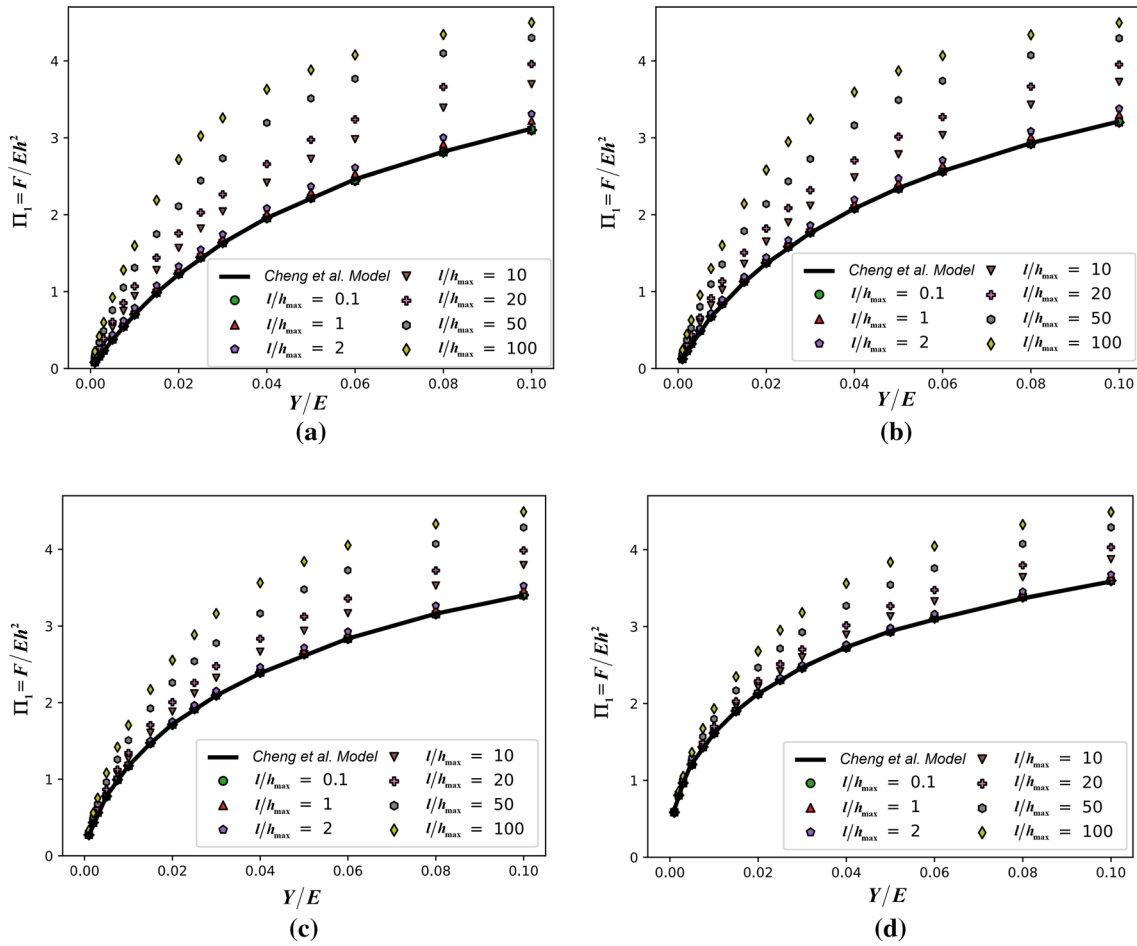 4
3
2
1
0
Π₁ = F/Eh²
Cheng et al. Model
l/hₘₐₓ = 0.1
l/hₘₐₓ = 1
l/hₘₐₓ = 2
l/hₘₐₓ = 10
l/hₘₐₓ = 20
l/hₘₐₓ = 50
l/hₘₐₓ = 100
0.00 0.02 0.04 0.06 0.08 0.10
Y/E
(a)
4
3
2
1
0
Π₁ = F/Eh²
Cheng et al. Model
l/hₘₐₓ = 0.1
l/hₘₐₓ = 1
l/hₘₐₓ = 2
l/hₘₐₓ = 10
l/hₘₐₓ = 20
l/hₘₐₓ = 50
l/hₘₐₓ = 100
0.00 0.02 0.04 0.06 0.08 0.10
Y/E
(b)
4
3
2
1
0
Π₁ = F/Eh²
Cheng et al. Model
l/hₘₐₓ = 0.1
l/hₘₐₓ = 1
l/hₘₐₓ = 2
l/hₘₐₓ = 10
l/hₘₐₓ = 20
l/hₘₐₓ = 50
l/hₘₐₓ = 100
0.00 0.02 0.04 0.06 0.08 0.10
Y/E
(c)
4
3
2
1
0
Π₁ = F/Eh²
Cheng et al. Model
l/hₘₐₓ = 0.1
l/hₘₐₓ = 1
l/hₘₐₓ = 2
l/hₘₐₓ = 10
l/hₘₐₓ = 20
l/hₘₐₓ = 50
l/hₘₐₓ = 100
0.00 0.02 0.04 0.06 0.08 0.10
Y/E
(d)